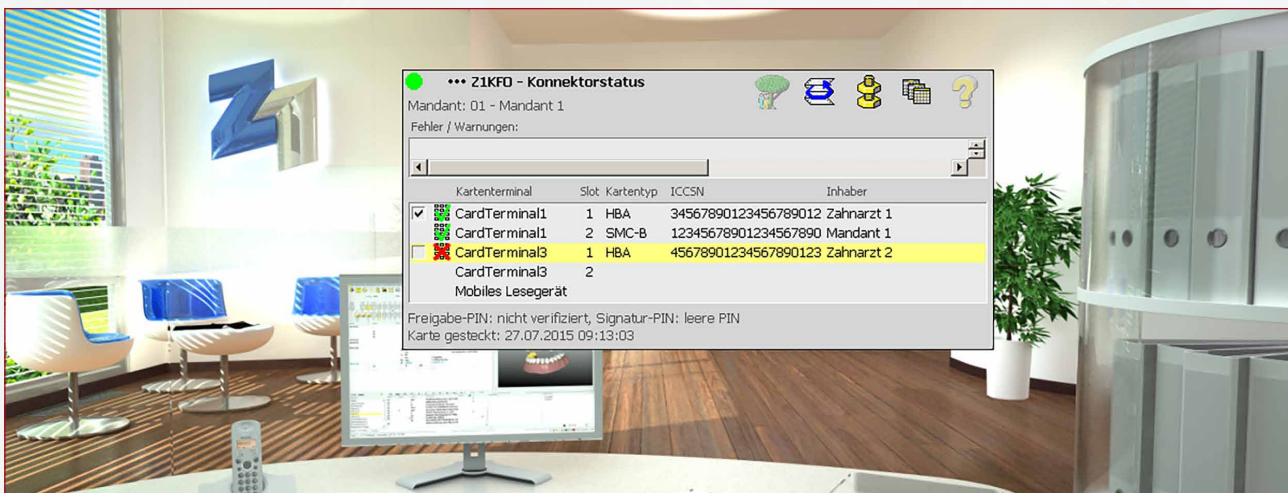 Z1
••• Z1KFO - Konnektorstatus
Mandant: 01 - Mandant 1
Fehler / Warnungen:
Kartenterminal Slot Kartentyp ICCSN Inhaber
CardTerminal1 1 HBA 34567890123456789012 Zahnarzt 1
CardTerminal1 2 SMC-B 12345678901234567890 Mandant 1
CardTerminal3 1 HBA 45678901234567890123 Zahnarzt 2
CardTerminal3 2
Mobiles Lesegerät
Freigabe-PIN: nicht verifiziert, Signatur-PIN: leere PIN
Karte gesteckt: 27.07.2015 09:13:03